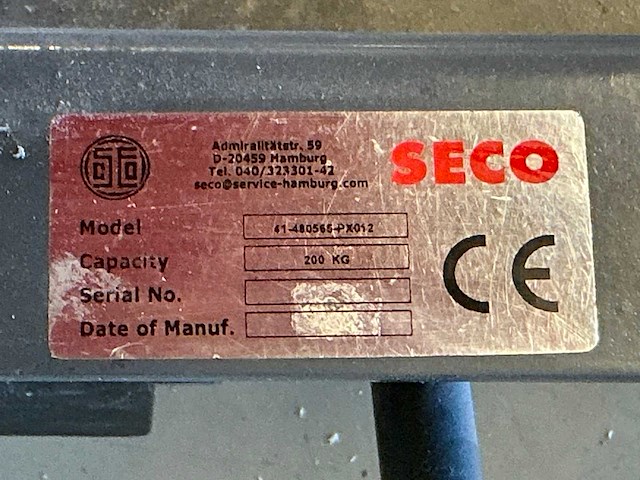 Admiralitätstr. 59
D-20459 Hamburg
Tel. 040/323301-42
seco@service-hamburg.com
SECO
Model 41-480565-PX012
Capacity 200 KG
Serial No.
Date of Manuf.
CE